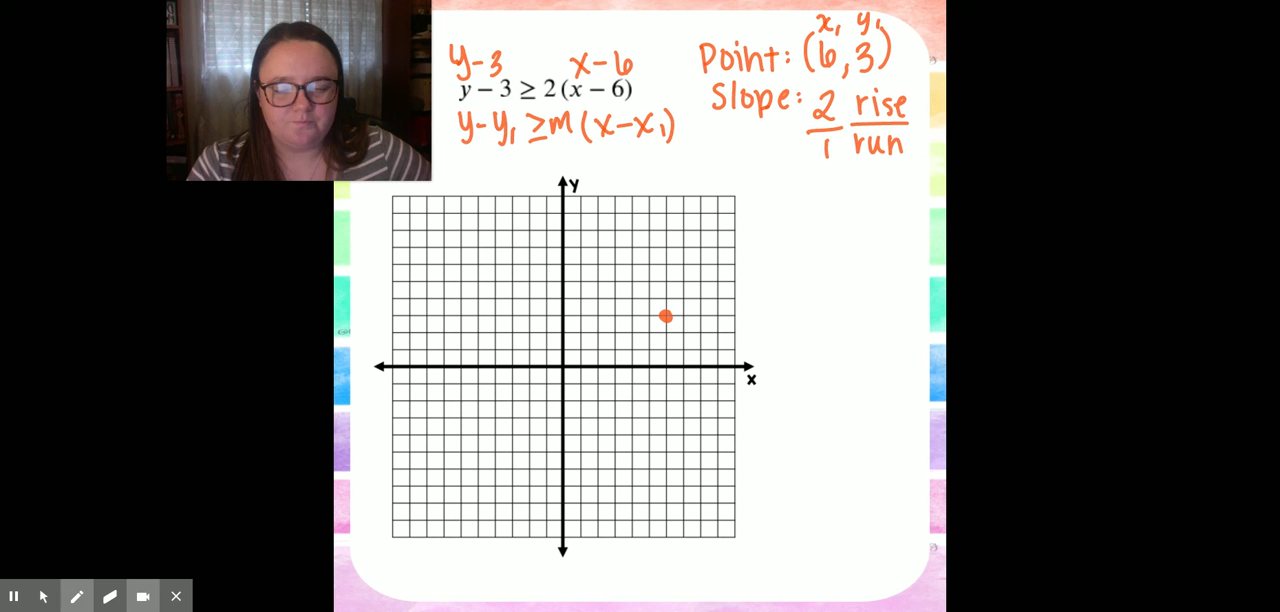 x₁ y₁
Point: (6, 3)
y-3 x-6
y − 3 ≥ 2 (x − 6)
Slope: 2/1 rise/run
y-y₁ ≥ m (x-x₁)
y
x